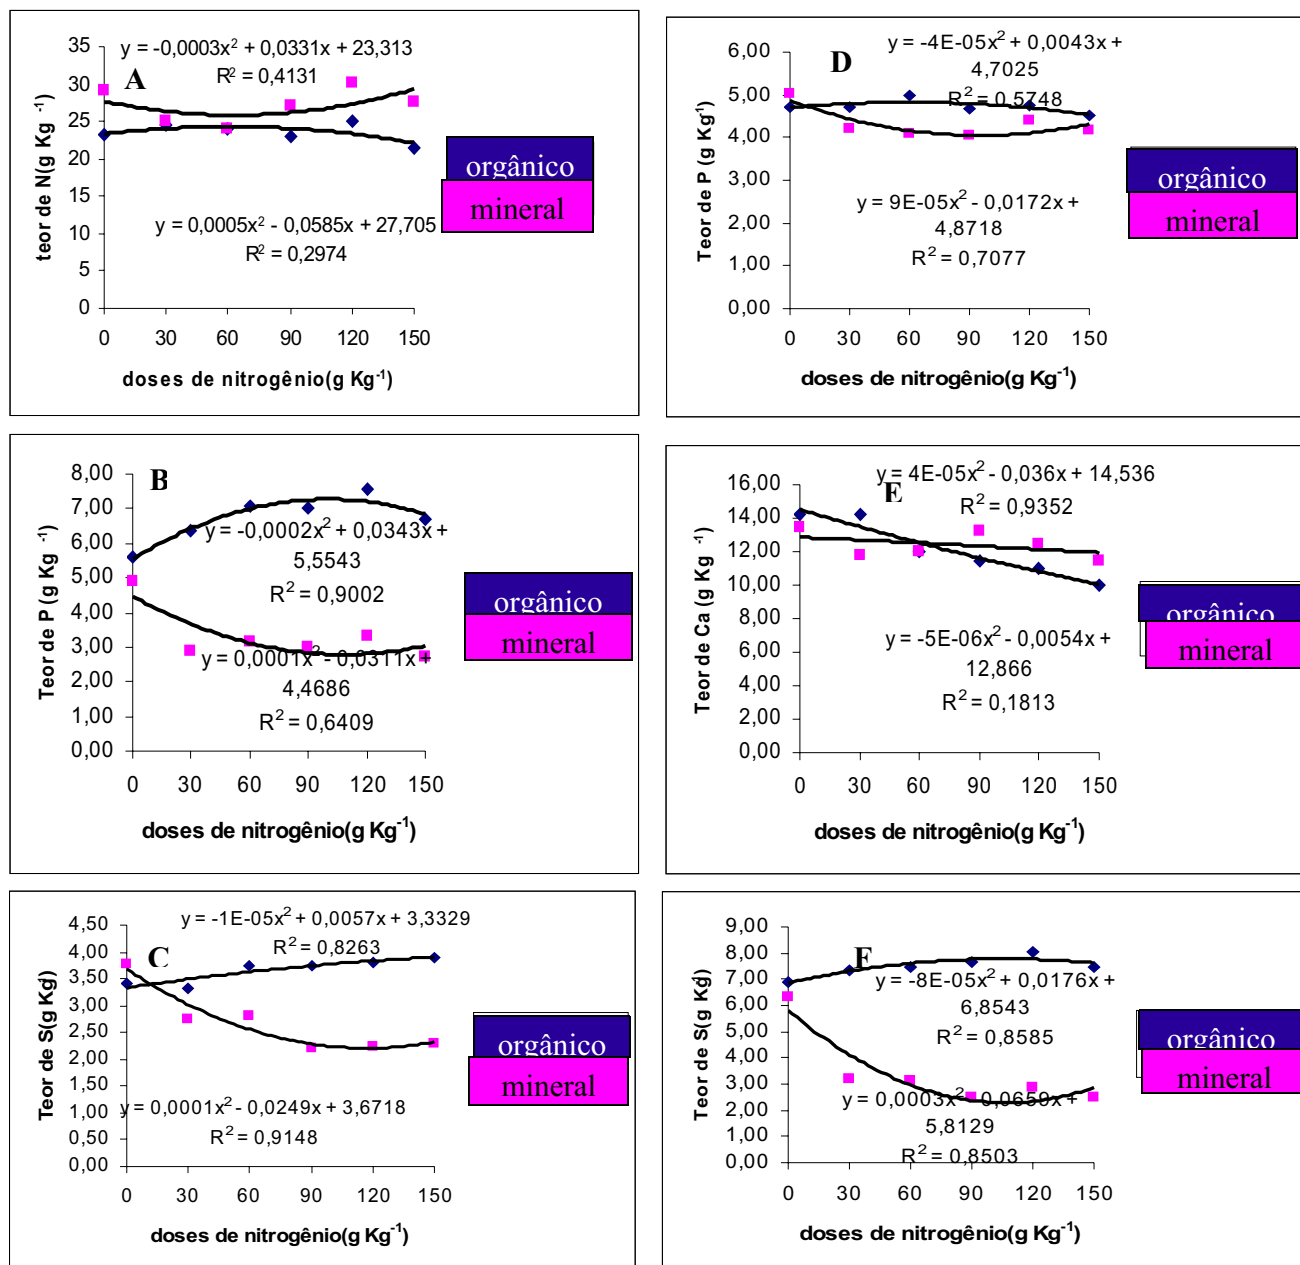 y = -0,0003x² + 0,0331x + 23,313
R² = 0,4131
A
35
30
25
20
15
10
5
0
teor de N(g Kg⁻¹)
orgânico
mineral
y = 0,0005x² - 0,0585x + 27,705
R² = 0,2974
0 30 60 90 120 150
doses de nitrogênio(g Kg⁻¹)
y = -4E-05x² + 0,0043x +
4,7025
R² = 0,5748
D
6,00
5,00
4,00
3,00
2,00
1,00
0,00
Teor de P (g Kg¹)
orgânico
mineral
y = 9E-05x² - 0,0172x +
4,8718
R² = 0,7077
0 30 60 90 120 150
doses de nitrogênio(g Kg⁻¹)
B
8,00
7,00
6,00
5,00
4,00
3,00
2,00
1,00
0,00
Teor de P (g Kg⁻¹)
y = -0,0002x² + 0,0343x +
5,5543
R² = 0,9002
orgânico
mineral
y = 0,0001x² - 0,0311x +
4,4686
R² = 0,6409
0 30 60 90 120 150
doses de nitrogênio(g Kg⁻¹)
y = 4E-05x² - 0,036x + 14,536
R² = 0,9352
E
16,00
14,00
12,00
10,00
8,00
6,00
4,00
2,00
0,00
Teor de Ca (g Kg⁻¹)
orgânico
mineral
y = -5E-06x² - 0,0054x +
12,866
R² = 0,1813
0 30 60 90 120 150
doses de nitrogênio(g Kg⁻¹)
y = -1E-05x² + 0,0057x + 3,3329
R² = 0,8263
C
4,50
4,00
3,50
3,00
2,50
2,00
1,50
1,00
0,50
0,00
Teor de S(g Kg)
orgânico
mineral
y = 0,0001x² - 0,0249x + 3,6718
R² = 0,9148
0 30 60 90 120 150
doses de nitrogênio(g Kg⁻¹)
F
9,00
8,00
7,00
6,00
5,00
4,00
3,00
2,00
1,00
0,00
Teor de S(g Kg)
y = -8E-05x² + 0,0176x +
6,8543
R² = 0,8585
orgânico
mineral
y = 0,0003x² - 0,0659x +
5,8129
R² = 0,8503
0 30 60 90 120 150
doses de nitrogênio(g Kg⁻¹)